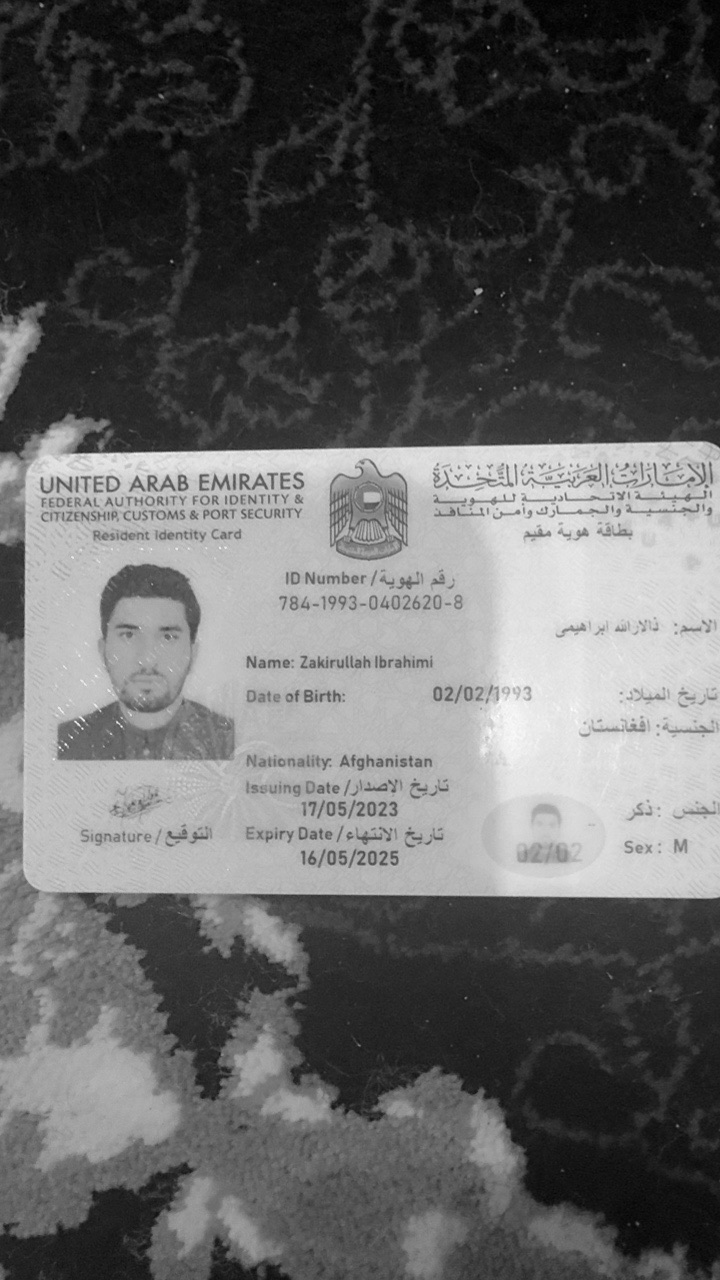 UNITED ARAB EMIRATES
FEDERAL AUTHORITY FOR IDENTITY &
CITIZENSHIP, CUSTOMS & PORT SECURITY
Resident Identity Card
الإمارات العربية المتحدة
الهيئة الاتحادية للهوية
والجنسية والجمارك وأمن المنافذ
بطاقة هوية مقيم
ID Number / رقم الهوية
784-1993-0402620-8
الاسم: ذالارالله ابراهيمى
Name: Zakirullah Ibrahimi
Date of Birth: 02/02/1993 تاريخ الميلاد:
الجنسية: افغانستان
Nationality: Afghanistan
Issuing Date / تاريخ الاصدار
17/05/2023
Expiry Date / تاريخ الانتهاء
16/05/2025
الجنس: ذكر
Sex: M
02/02
Signature / التوقيع